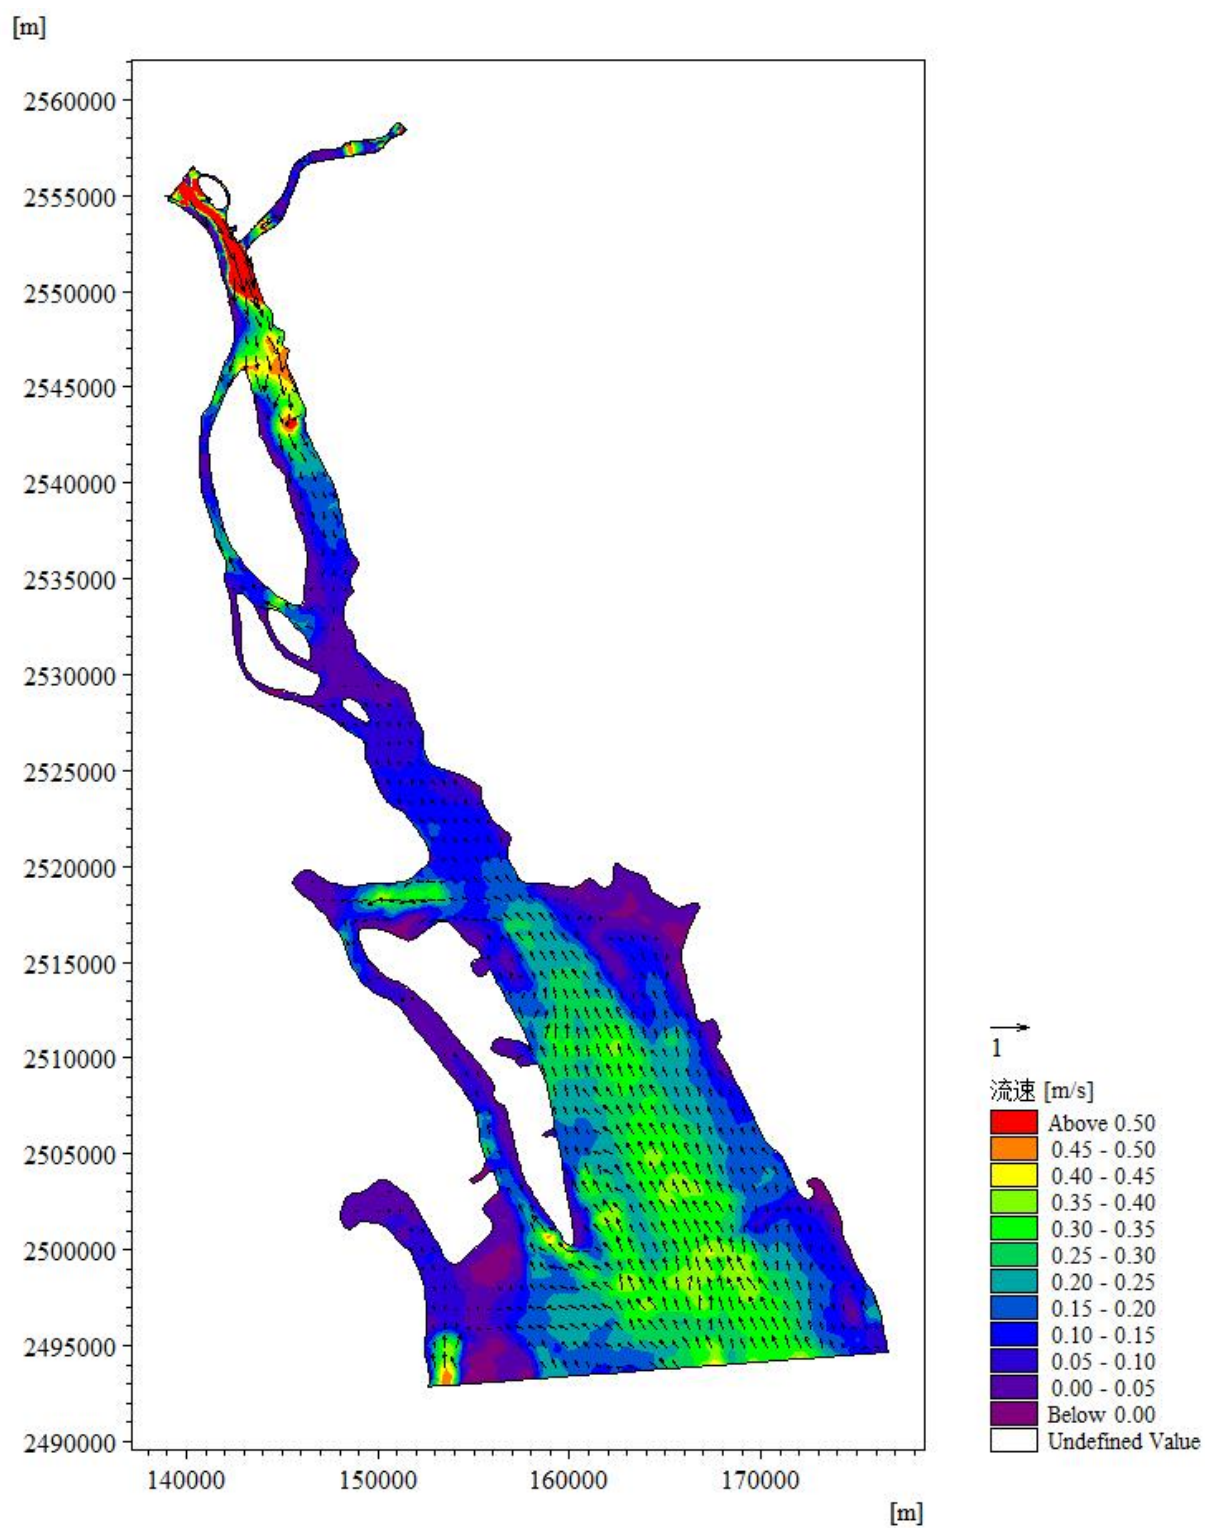 [m]
2560000
2555000
2550000
2545000
2540000
2535000
2530000
2525000
2520000
2515000
2510000
2505000
2500000
2495000
2490000
140000 150000 160000 170000
[m]
1
流速 [m/s]
Above 0.50
0.45 - 0.50
0.40 - 0.45
0.35 - 0.40
0.30 - 0.35
0.25 - 0.30
0.20 - 0.25
0.15 - 0.20
0.10 - 0.15
0.05 - 0.10
0.00 - 0.05
Below 0.00
Undefined Value